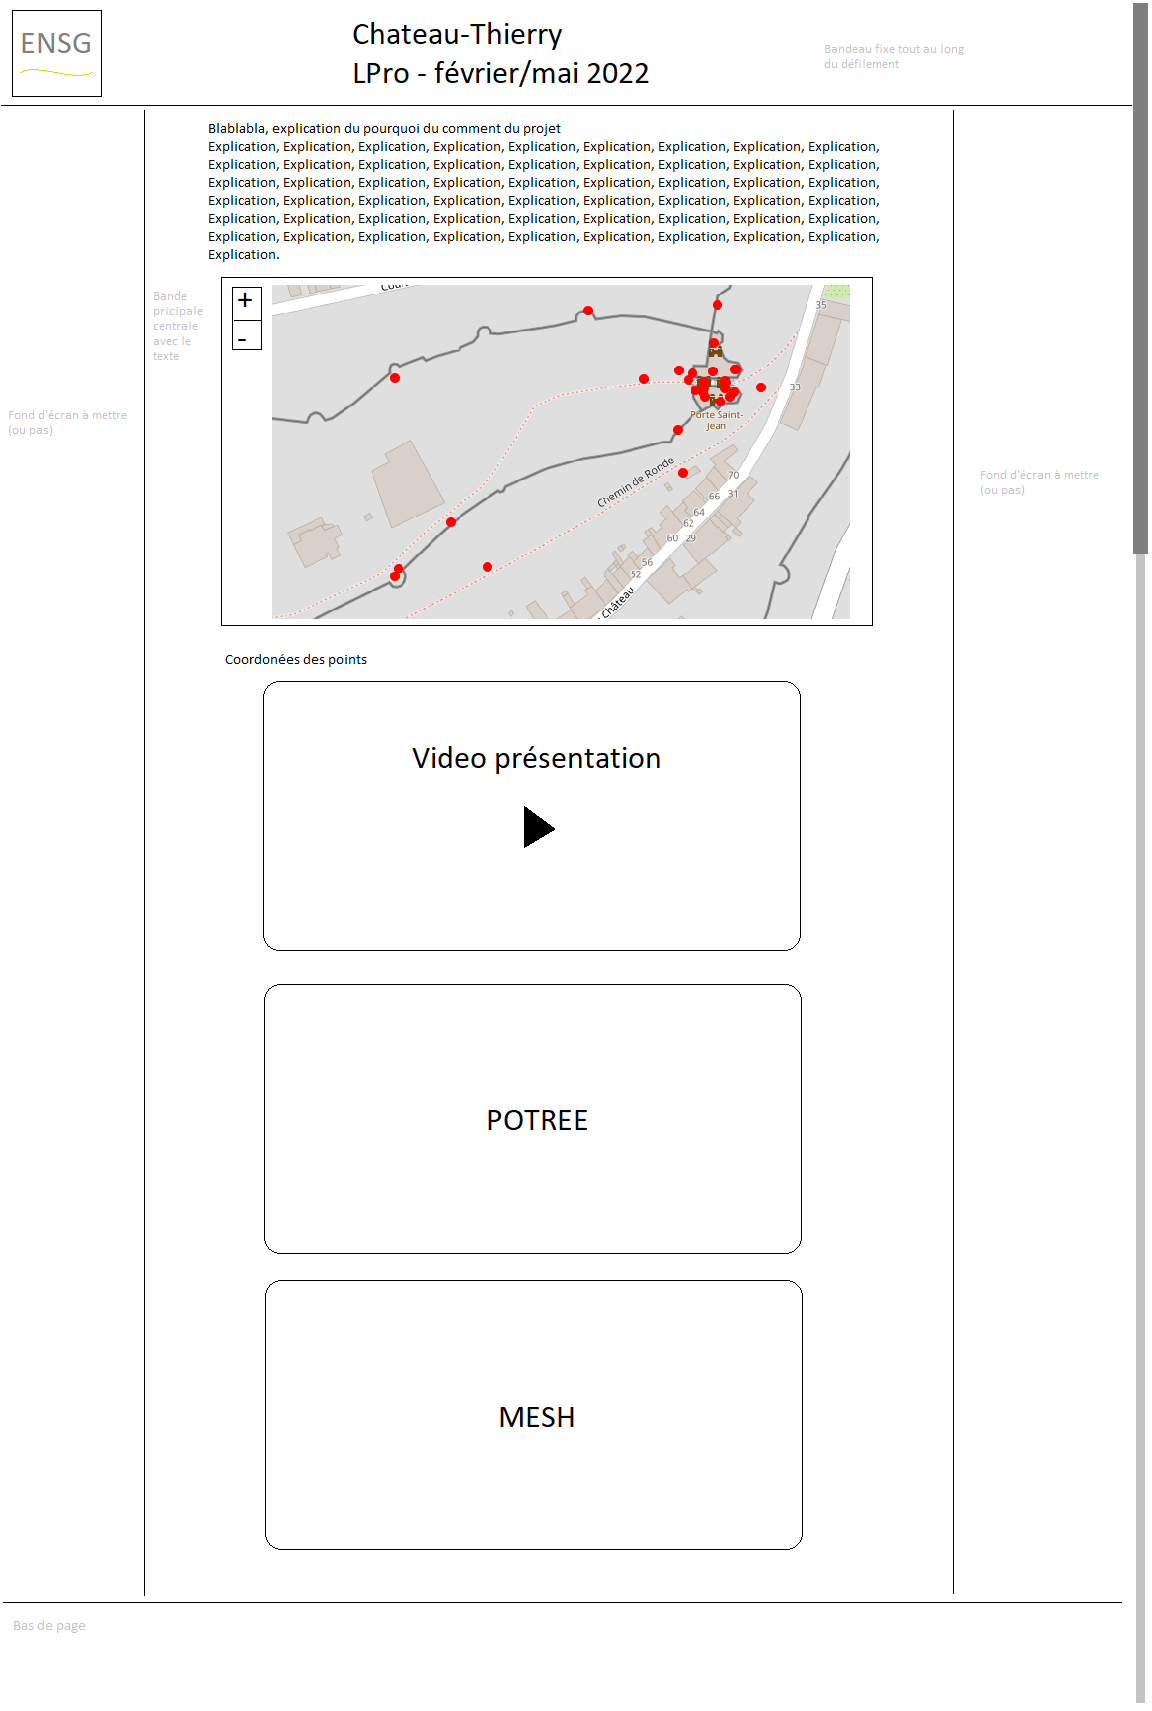 ENSG
Chateau-Thierry
LPro - février/mai 2022
Bandeau fixe tout au long
du défilement
Blablabla, explication du pourquoi du comment du projet
Explication, Explication, Explication, Explication, Explication, Explication, Explication, Explication, Explication,
Explication, Explication, Explication, Explication, Explication, Explication, Explication, Explication, Explication,
Explication, Explication, Explication, Explication, Explication, Explication, Explication, Explication, Explication,
Explication, Explication, Explication, Explication, Explication, Explication, Explication, Explication, Explication,
Explication, Explication, Explication, Explication, Explication, Explication, Explication, Explication, Explication,
Explication, Explication, Explication, Explication, Explication, Explication, Explication, Explication, Explication,
Explication.
Bande
pricipale
centrale
avec le
texte
Fond d'écran à mettre
(ou pas)
Fond d'écran à mettre
(ou pas)
+
-
35
33
Porte Saint-
Jean
Chemin de Ronde
70
66
31
64
62
60
29
56
52
Château
Coordonées des points
Video présentation
POTREE
MESH
Bas de page